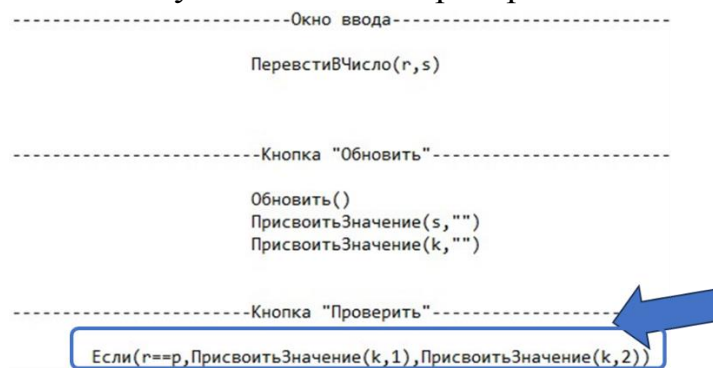 ----------------------------Окно ввода----------------------------
ПеревстиВЧисло(r,s)
-------------------------Кнопка "Обновить"------------------------
Обновить()
ПрисвоитьЗначение(s,"")
ПрисвоитьЗначение(k,"")
------------------------Кнопка "Проверить"------------------------
Если(r==p,ПрисвоитьЗначение(k,1),ПрисвоитьЗначение(k,2))